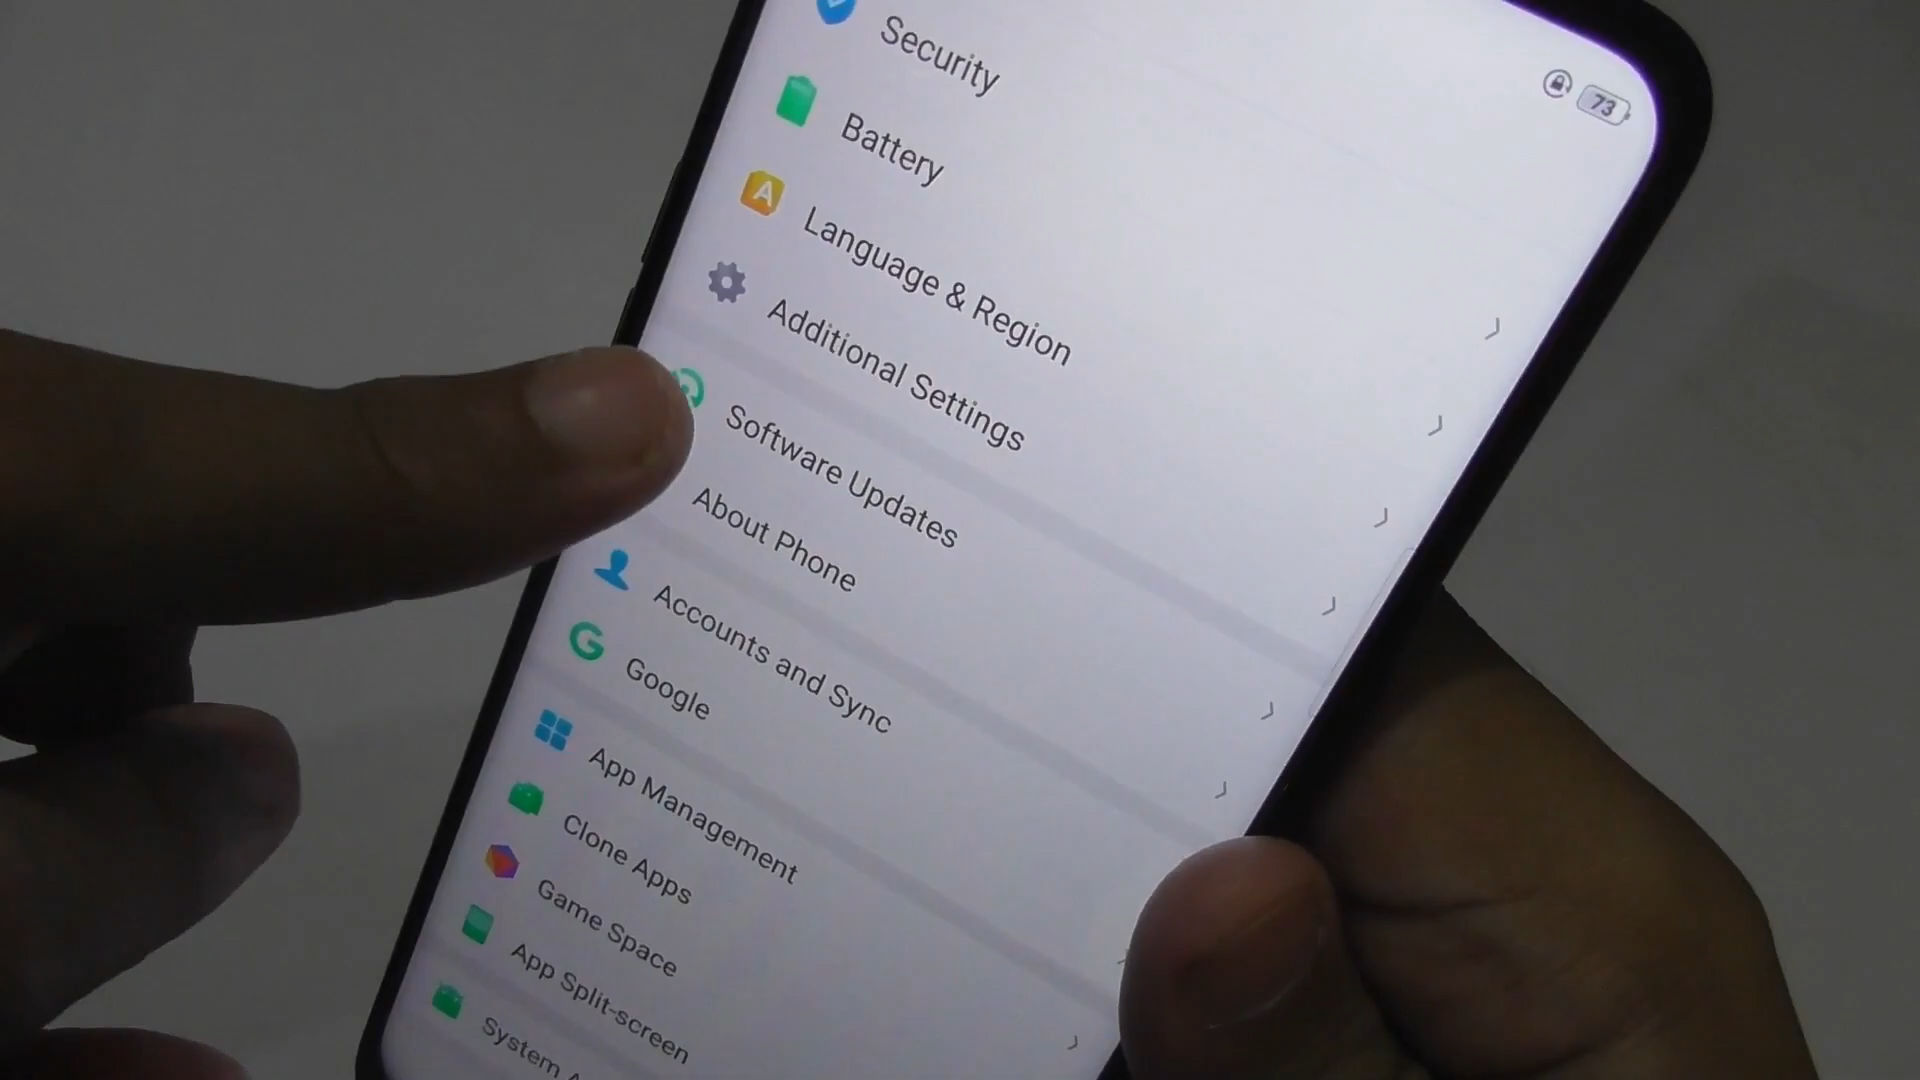 73
Security
Battery
A
Language & Region
Additional Settings
Software Updates
About Phone
Accounts and Sync
G
Google
App Management
Clone Apps
Game Space
App Split-screen
System